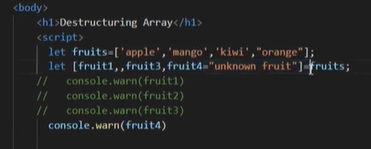 <body>
<h1>Destructuring Array</h1>
<script>
let fruits=['apple','mango','kiwi',"orange"];
let [fruit1,,fruit3,fruit4="unknown fruit"]=fruits;
// console.warn(fruit1)
// console.warn(fruit2)
// console.warn(fruit3)
console.warn(fruit4)